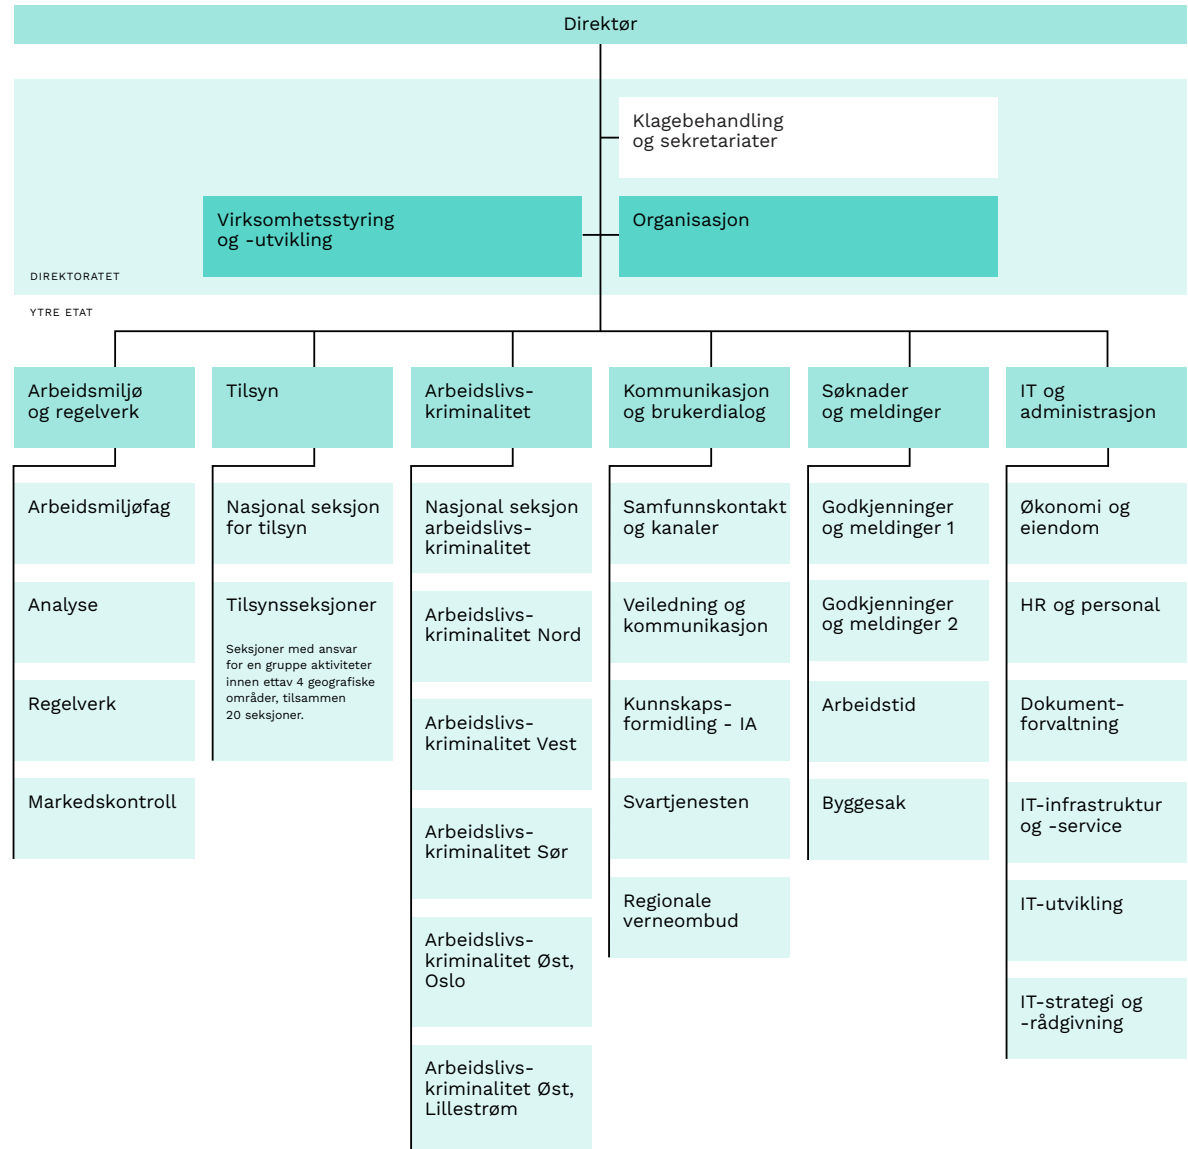 Direktør
Klagebehandling
og sekretariater
Virksomhetsstyring
og -utvikling
Organisasjon
DIREKTORATET
YTRE ETAT
Arbeidsmiljø
og regelverk
Arbeidsmiljøfag
Analyse
Regelverk
Markedskontroll
Tilsyn
Nasjonal seksjon
for tilsyn
Tilsynsseksjoner
Seksjoner med ansvar
for en gruppe aktiviteter
innen ettav 4 geografiske
områder, tilsammen
20 seksjoner.
Arbeidslivs-
kriminalitet
Nasjonal seksjon
arbeidslivs-
kriminalitet
Arbeidslivs-
kriminalitet Nord
Arbeidslivs-
kriminalitet Vest
Arbeidslivs-
kriminalitet Sør
Arbeidslivs-
kriminalitet Øst,
Oslo
Arbeidslivs-
kriminalitet Øst,
Lillestrøm
Kommunikasjon
og brukerdialog
Samfunnskontakt
og kanaler
Veiledning og
kommunikasjon
Kunnskaps-
formidling - IA
Svartjenesten
Regionale
verneombud
Søknader
og meldinger
Godkjenninger
og meldinger 1
Godkjenninger
og meldinger 2
Arbeidstid
Byggesak
IT og
administrasjon
Økonomi og
eiendom
HR og personal
Dokument-
forvaltning
IT-infrastruktur
og -service
IT-utvikling
IT-strategi og
-rådgivning